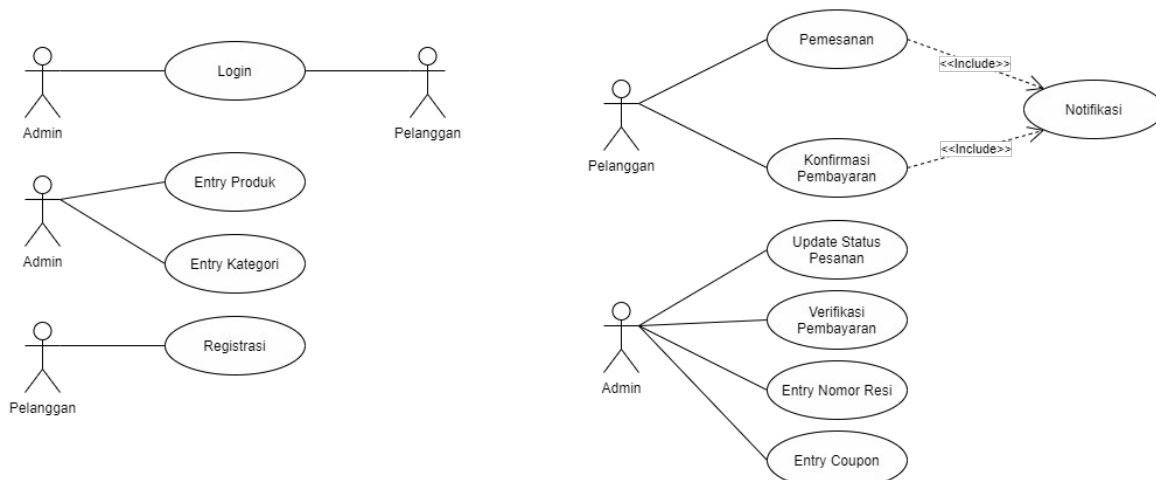 Login
Admin
Pelanggan
Entry Produk
Admin
Entry Kategori
Registrasi
Pelanggan
Pemesanan
<<Include>>
Notifikasi
<<Include>>
Pelanggan
Konfirmasi
Pembayaran
Update Status
Pesanan
Verifikasi
Pembayaran
Admin
Entry Nomor Resi
Entry Coupon